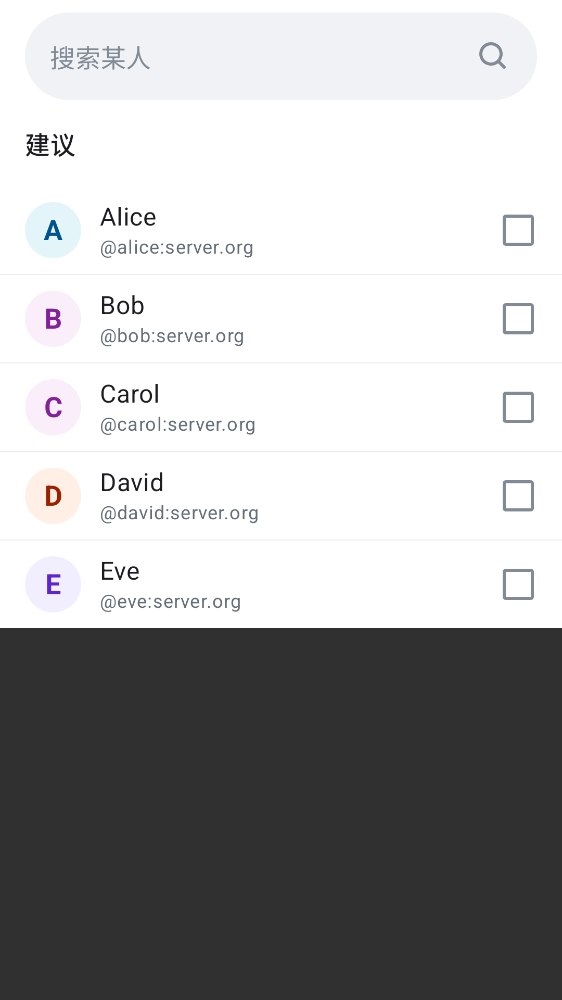 搜索某人
建议
A
Alice
@alice:server.org
B
Bob
@bob:server.org
C
Carol
@carol:server.org
D
David
@david:server.org
E
Eve
@eve:server.org